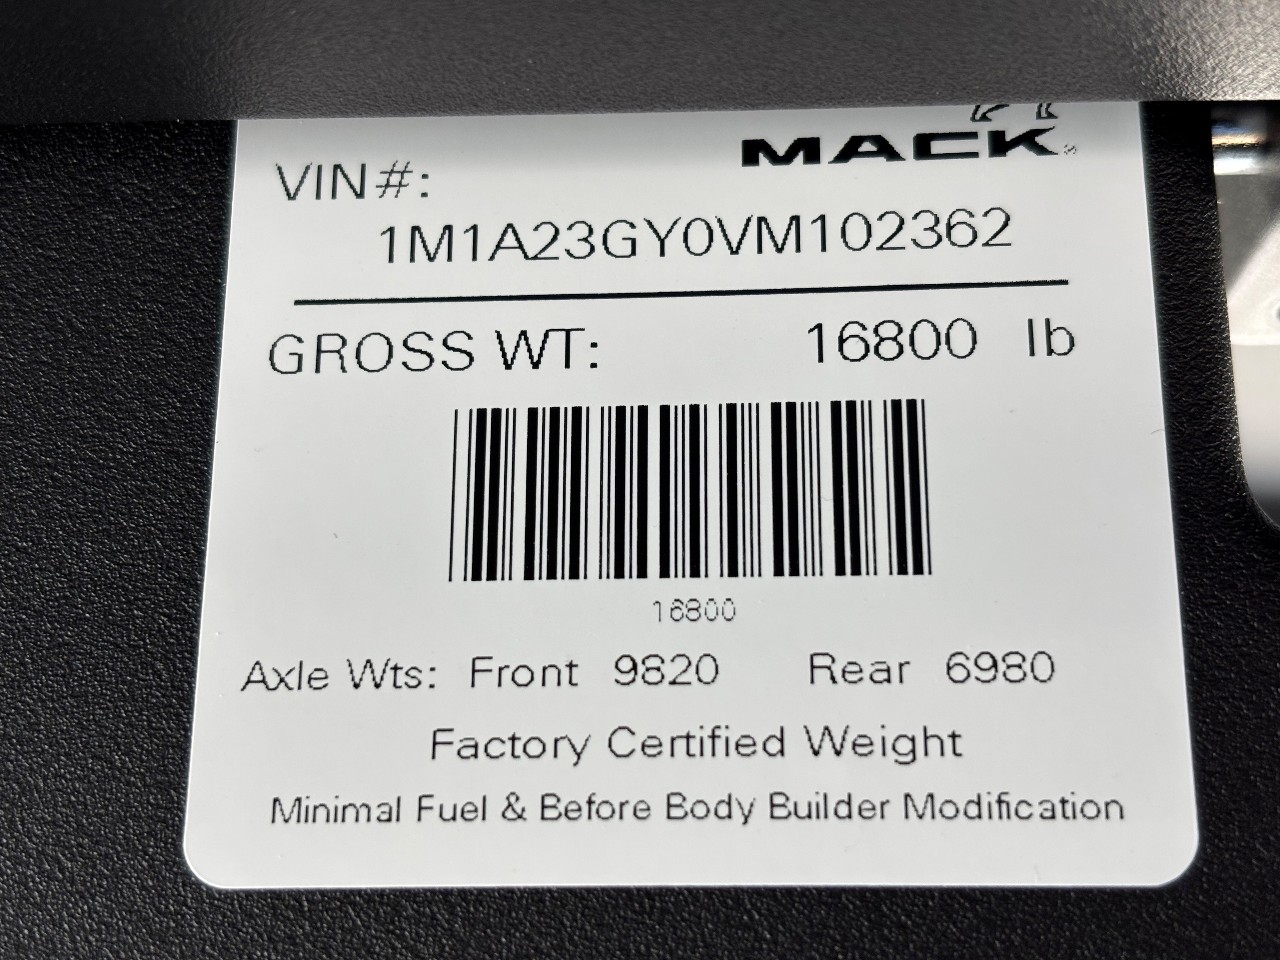 MACK
VIN#:
1M1A23GY0VM102362
GROSS WT: 16800 lb
16800
Axle Wts: Front 9820 Rear 6980
Factory Certified Weight
Minimal Fuel & Before Body Builder Modification